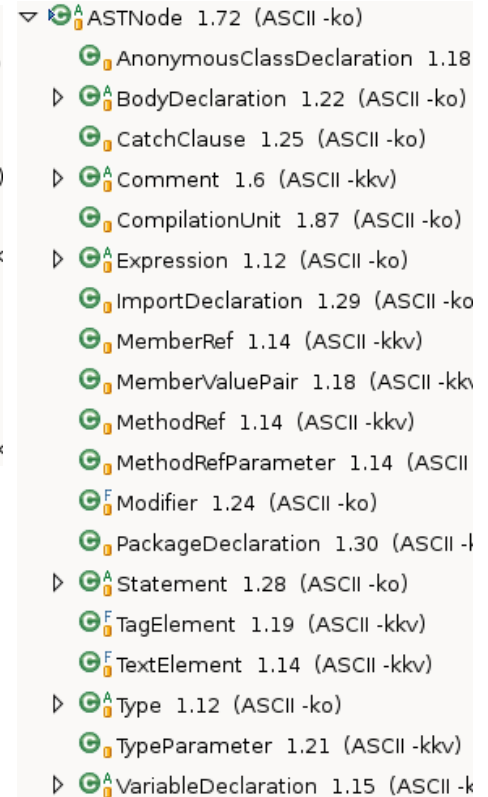 ASTNode 1.72 (ASCII -ko)
AnonymousClassDeclaration 1.18
BodyDeclaration 1.22 (ASCII -ko)
CatchClause 1.25 (ASCII -ko)
Comment 1.6 (ASCII -kkv)
CompilationUnit 1.87 (ASCII -ko)
Expression 1.12 (ASCII -ko)
ImportDeclaration 1.29 (ASCII -ko
MemberRef 1.14 (ASCII -kkv)
MemberValuePair 1.18 (ASCII -kkv
MethodRef 1.14 (ASCII -kkv)
MethodRefParameter 1.14 (ASCII
Modifier 1.24 (ASCII -ko)
PackageDeclaration 1.30 (ASCII -k
Statement 1.28 (ASCII -ko)
TagElement 1.19 (ASCII -kkv)
TextElement 1.14 (ASCII -kkv)
Type 1.12 (ASCII -ko)
TypeParameter 1.21 (ASCII -kkv)
VariableDeclaration 1.15 (ASCII -k